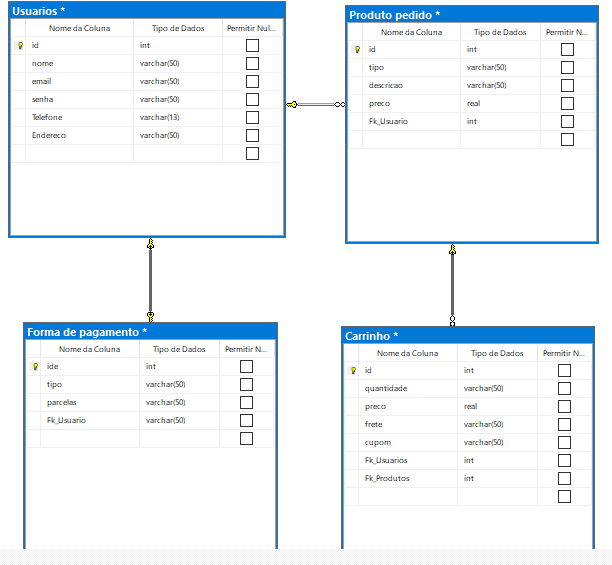 Usuarios *
Nome da Coluna Tipo de Dados Permitir Nul...
id int
nome varchar(50)
email varchar(50)
senha varchar(50)
Telefone varchar(13)
Endereco varchar(50)
Produto pedido *
Nome da Coluna Tipo de Dados Permitir N...
id int
tipo varchar(50)
descricao varchar(50)
preco real
Fk_Usuario int
Forma de pagamento *
Nome da Coluna Tipo de Dados Permitir N...
ide int
tipo varchar(50)
parcelas varchar(50)
Fk_Usuario varchar(50)
Carrinho *
Nome da Coluna Tipo de Dados Permitir N...
id int
quantidade varchar(50)
preco real
frete varchar(50)
cupom varchar(50)
Fk_Usuarios int
Fk_Produtos int